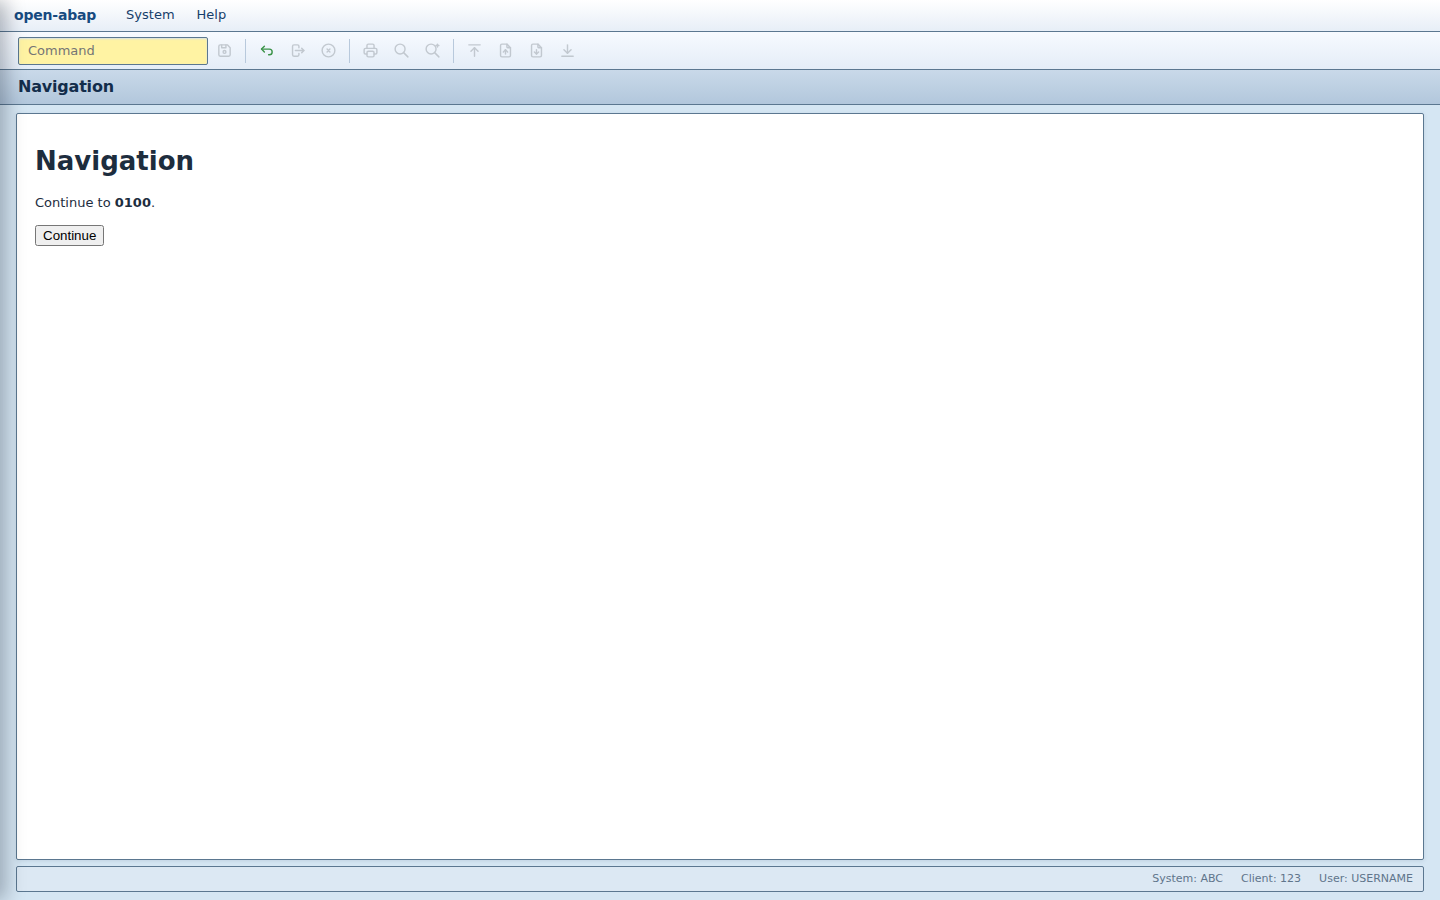 open-abap System Help
Command
Navigation
Navigation
Continue to 0100.
Continue
System: ABC Client: 123 User: USERNAME